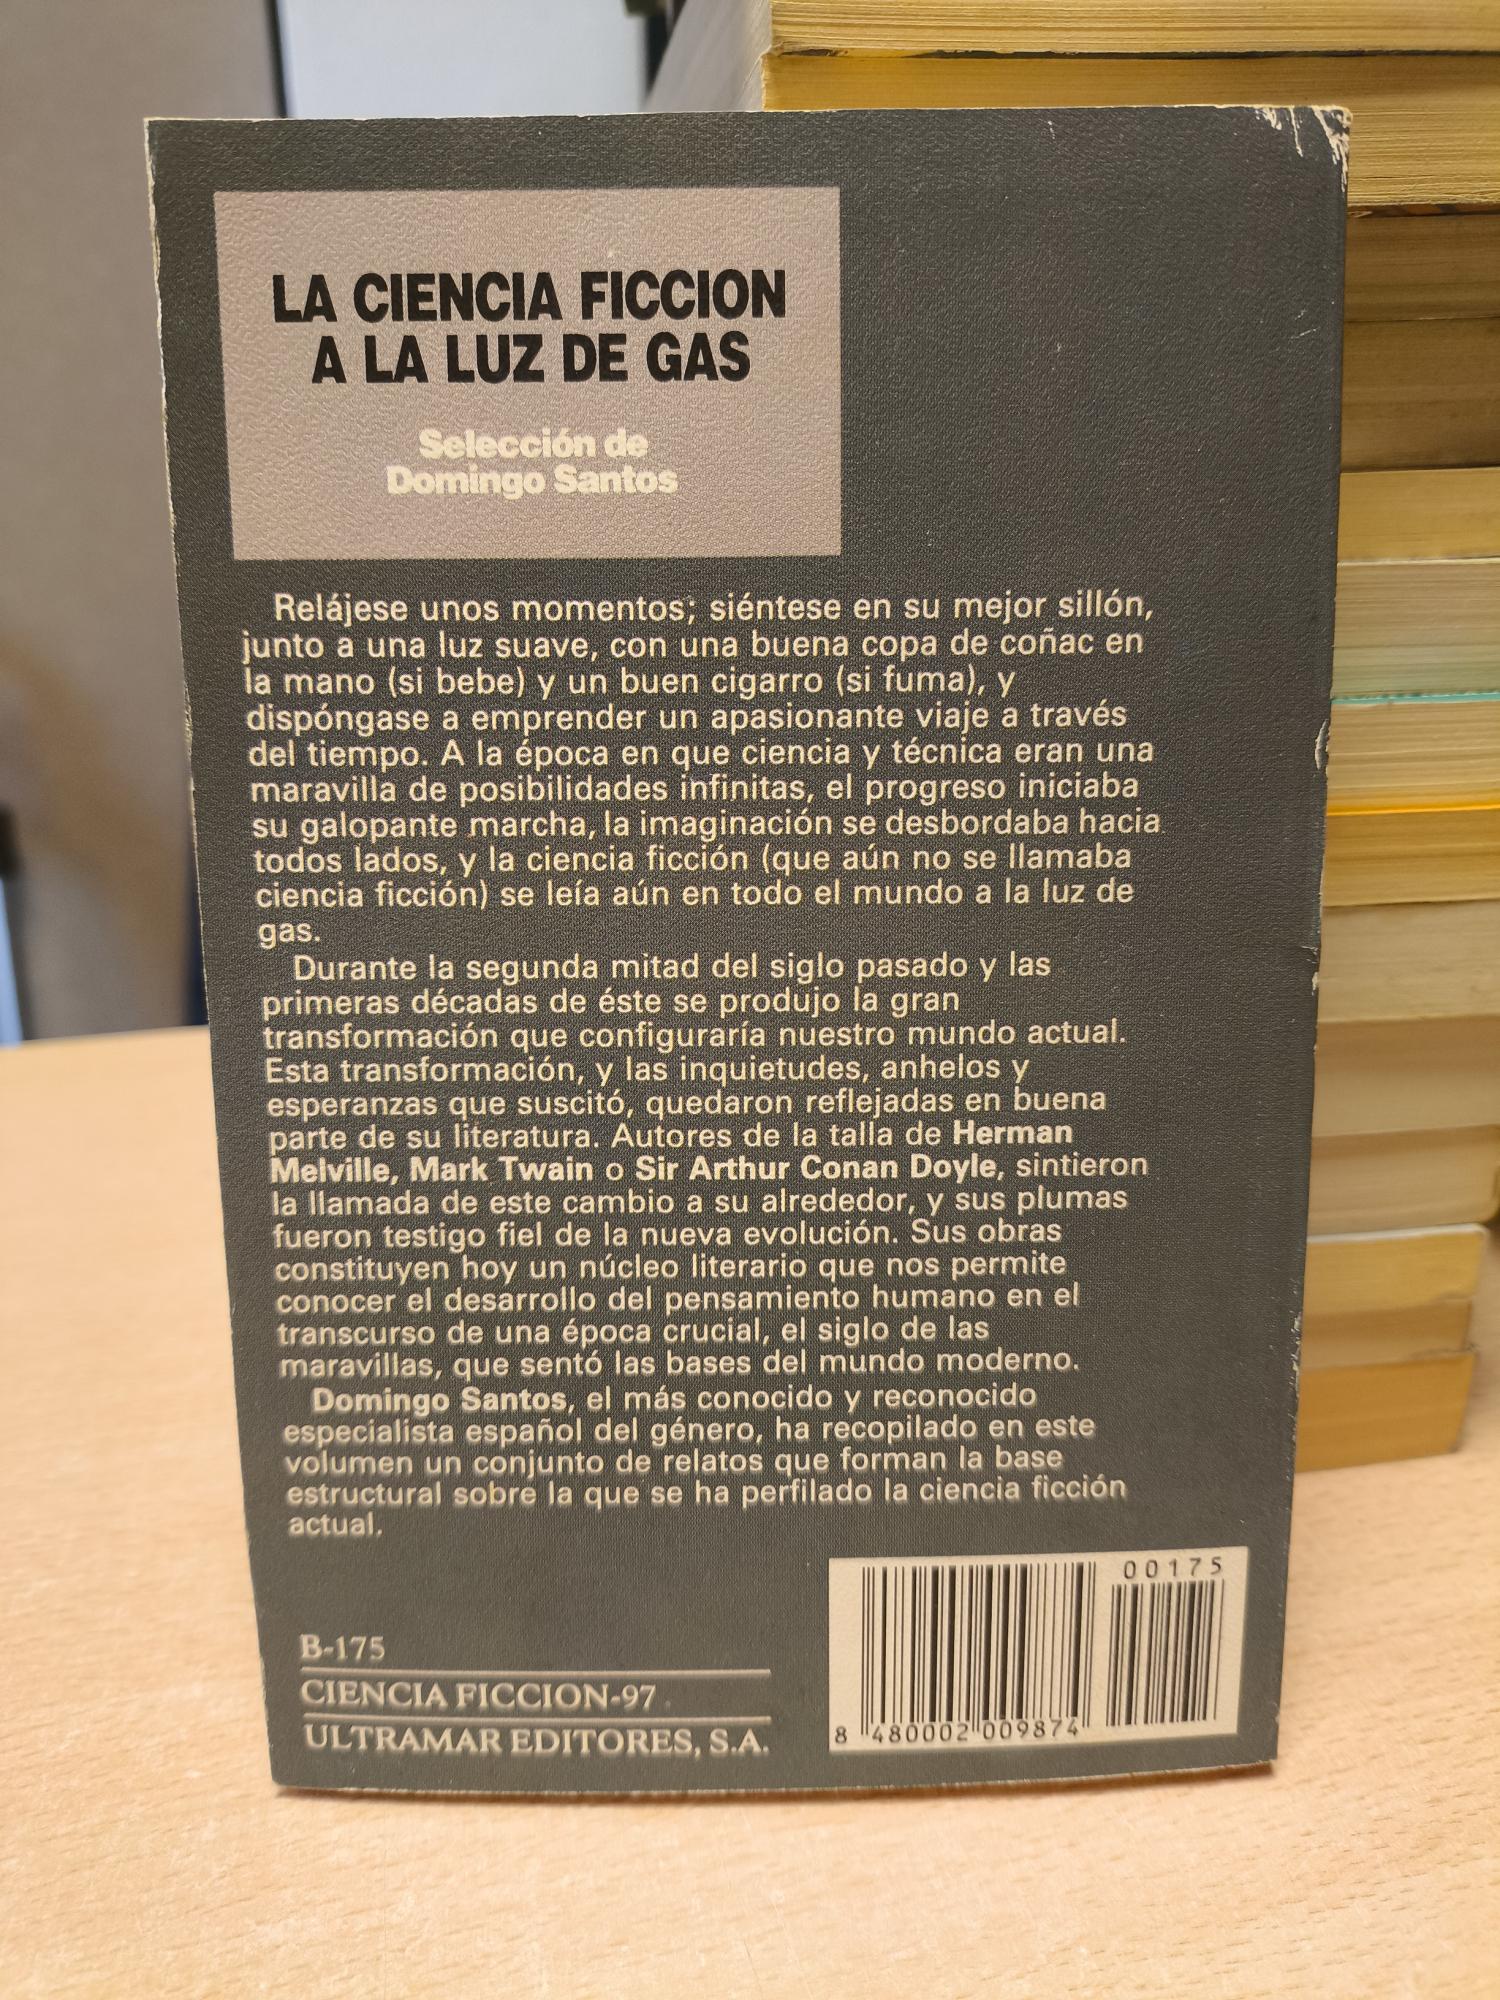 LA CIENCIA FICCION
A LA LUZ DE GAS
Selección de
Domingo Santos
Relájese unos momentos; siéntese en su mejor sillón,
junto a una luz suave, con una buena copa de coñac en
la mano (si bebe) y un buen cigarro (si fuma), y
dispóngase a emprender un apasionante viaje a través
del tiempo. A la época en que ciencia y técnica eran una
maravilla de posibilidades infinitas, el progreso iniciaba
su galopante marcha, la imaginación se desbordaba hacia
todos lados, y la ciencia ficción (que aún no se llamaba
ciencia ficción) se leía aún en todo el mundo a la luz de
gas.
Durante la segunda mitad del siglo pasado y las
primeras décadas de éste se produjo la gran
transformación que configuraría nuestro mundo actual.
Esta transformación, y las inquietudes, anhelos y
esperanzas que suscitó, quedaron reflejadas en buena
parte de su literatura. Autores de la talla de Herman
Melville, Mark Twain o Sir Arthur Conan Doyle, sintieron
la llamada de este cambio a su alrededor, y sus plumas
fueron testigo fiel de la nueva evolución. Sus obras
constituyen hoy un núcleo literario que nos permite
conocer el desarrollo del pensamiento humano en el
transcurso de una época crucial, el siglo de las
maravillas, que sentó las bases del mundo moderno.
Domingo Santos, el más conocido y reconocido
especialista español del género, ha recopilado en este
volumen un conjunto de relatos que forman la base
estructural sobre la que se ha perfilado la ciencia ficción
actual.
B-175
CIENCIA FICCION-97
ULTRAMAR EDITORES, S.A.
00175
8 480002 009874